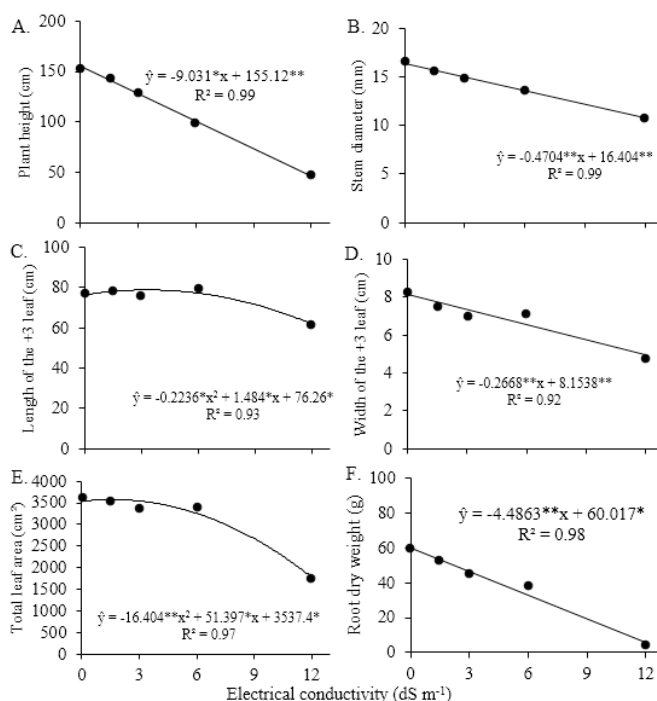 A.
Plant height (cm)
200
150
100
50
0
ŷ = -9.031*x + 155.12**
R² = 0.99
B.
Stem diameter (mm)
20
15
10
5
0
ŷ = -0.4704**x + 16.404**
R² = 0.99
C.
Length of the +3 leaf (cm)
100
80
60
40
20
0
ŷ = -0.2236*x² + 1.484*x + 76.26*
R² = 0.93
D.
Width of the +3 leaf (cm)
10
8
6
4
2
0
ŷ = -0.2668**x + 8.1538**
R² = 0.92
E.
Total leaf area (cm²)
4000
3500
3000
2500
2000
1500
1000
500
0
ŷ = -16.404**x² + 51.397*x + 3537.4*
R² = 0.97
0 3 6 9 12
F.
Root dry weight (g)
100
80
60
40
20
0
ŷ = -4.4863**x + 60.017*
R² = 0.98
0 3 6 9 12
Electrical conductivity (dS m⁻¹)